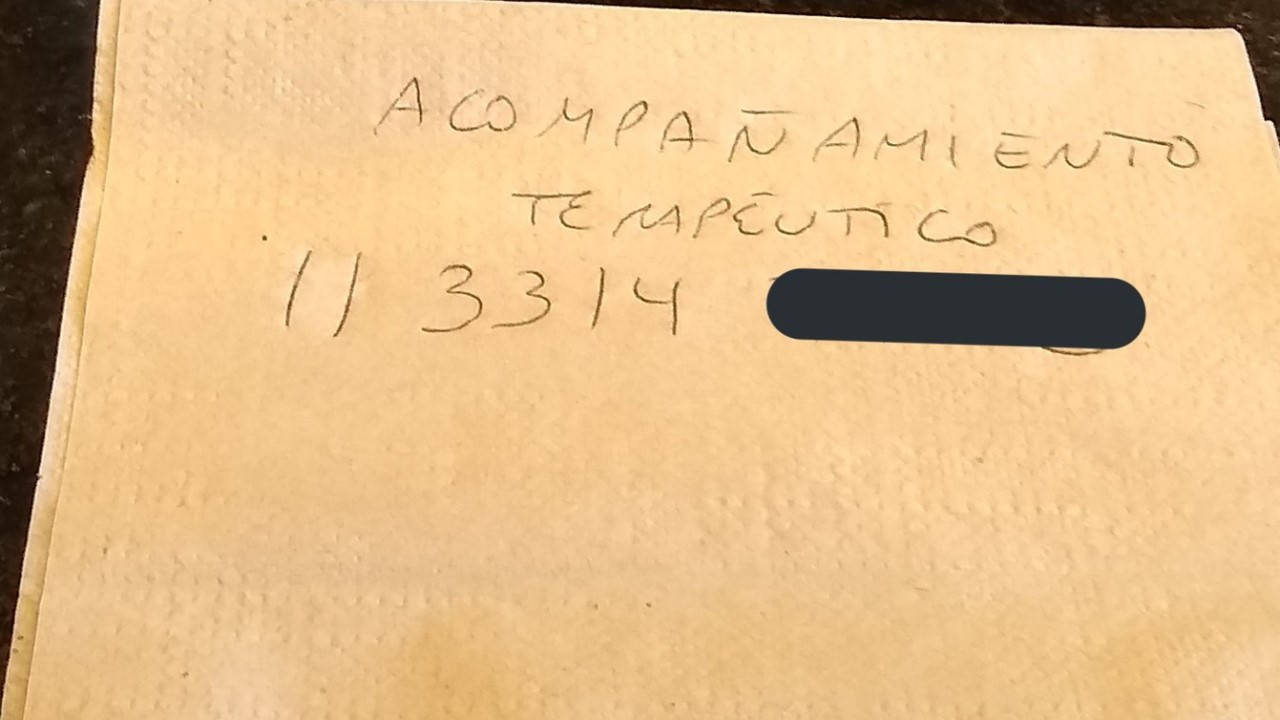 ACOMPAÑAMIENTO
TERAPÉUTICO
11 3314